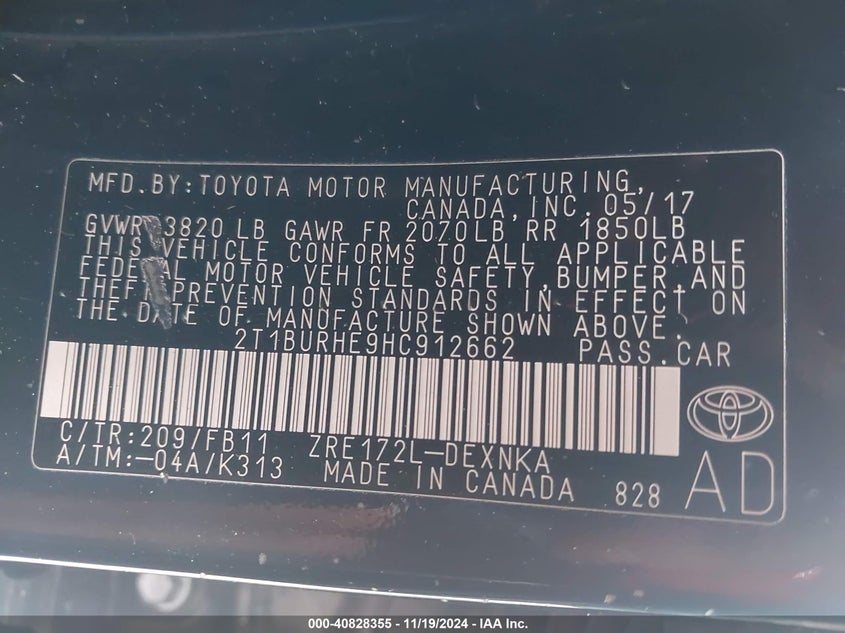 MFD.BY:TOYOTA MOTOR MANUFACTURING,
CANADA,INC. 05/17
GVWR 3820 LB GAWR FR 2070LB RR 1850LB
THIS VEHICLE CONFORMS TO ALL APPLICABLE
FEDERAL MOTOR VEHICLE SAFETY,BUMPER,AND
THEFT PREVENTION STANDARDS IN EFFECT ON
THE DATE OF MANUFACTURE SHOWN ABOVE.
2T1BURHE9HC912662 PASS.CAR
C/TR:209/FB11 ZRE172L-DEXNKA
A/TM:-04A/K313 MADE IN CANADA 828 AD
000-40828355 - 11/19/2024 - IAA Inc.